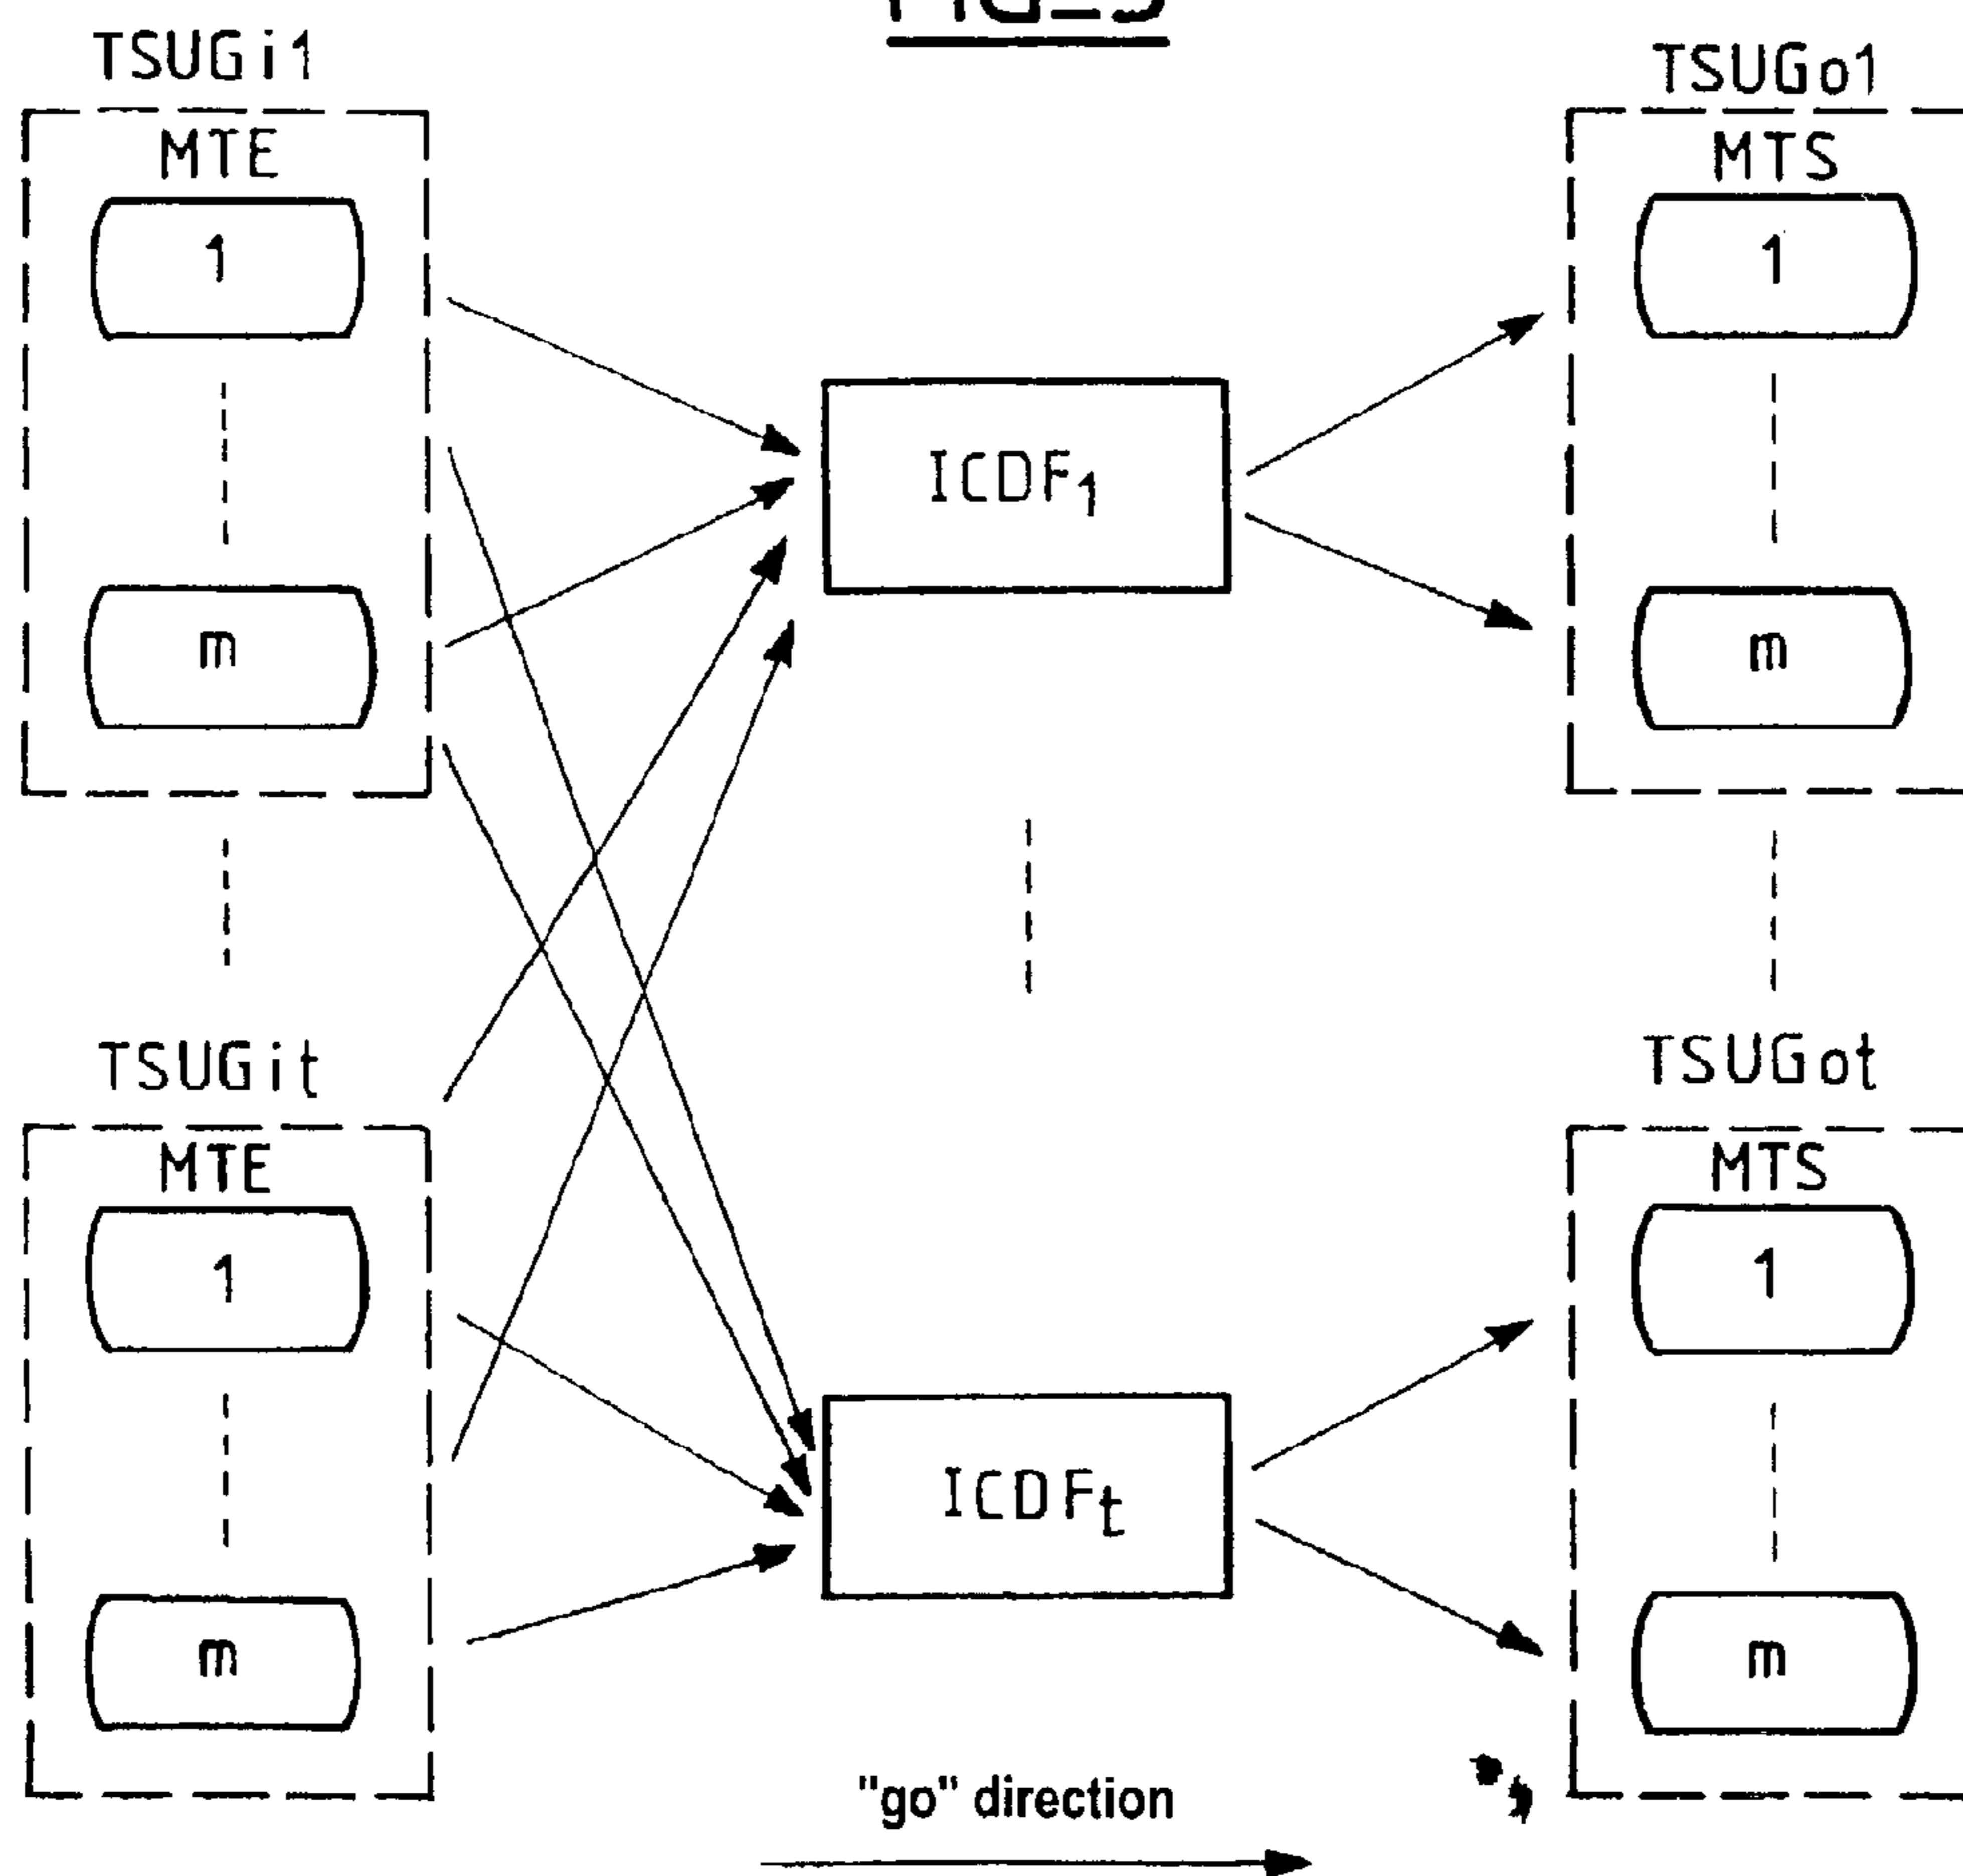 TSUGi1
MTE
1
m
TSUGit
MTE
1
m
ICDF1
ICDFt
TSUGo1
MTS
1
m
TSUGot
MTS
1
m
"go" direction